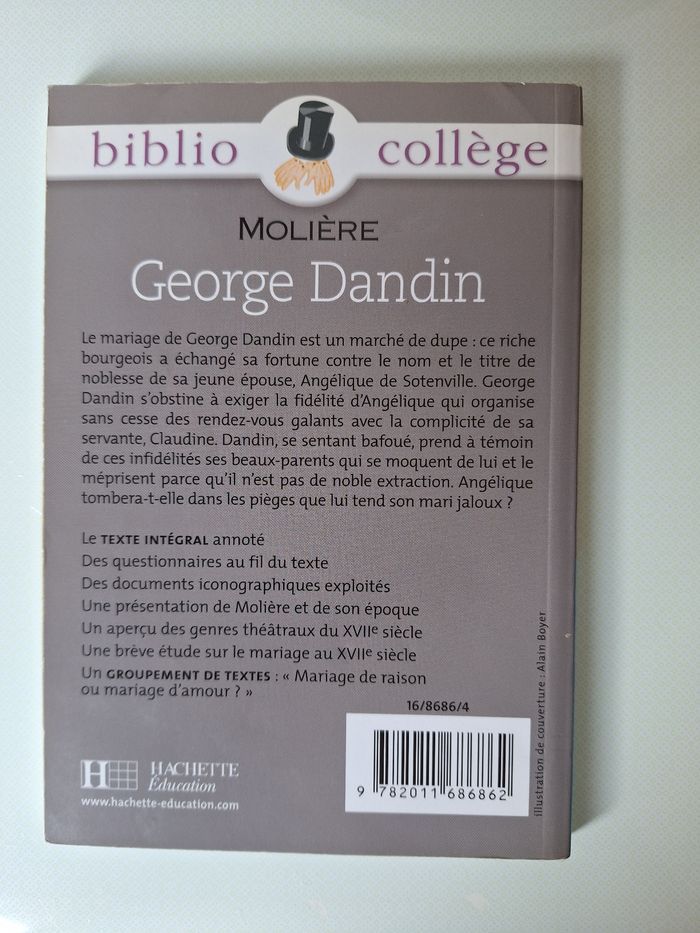 biblio collège
MOLIÈRE
George Dandin
Le mariage de George Dandin est un marché de dupe : ce riche
bourgeois a échangé sa fortune contre le nom et le titre de
noblesse de sa jeune épouse, Angélique de Sotenville. George
Dandin s'obstine à exiger la fidélité d'Angélique qui organise
sans cesse des rendez-vous galants avec la complicité de sa
servante, Claudine. Dandin, se sentant bafoué, prend à témoin
de ces infidélités ses beaux-parents qui se moquent de lui et le
méprisent parce qu'il n'est pas de noble extraction. Angélique
tombera-t-elle dans les pièges que lui tend son mari jaloux ?
Le TEXTE INTÉGRAL annoté
Des questionnaires au fil du texte
Des documents iconographiques exploités
Une présentation de Molière et de son époque
Un aperçu des genres théâtraux du XVIIe siècle
Une brève étude sur le mariage au XVIIe siècle
Un GROUPEMENT DE TEXTES : « Mariage de raison
ou mariage d'amour ? »
16/8686/4
9 782011 686862
H HACHETTE
Éducation
www.hachette-education.com
illustration de couverture : Alain Boyer